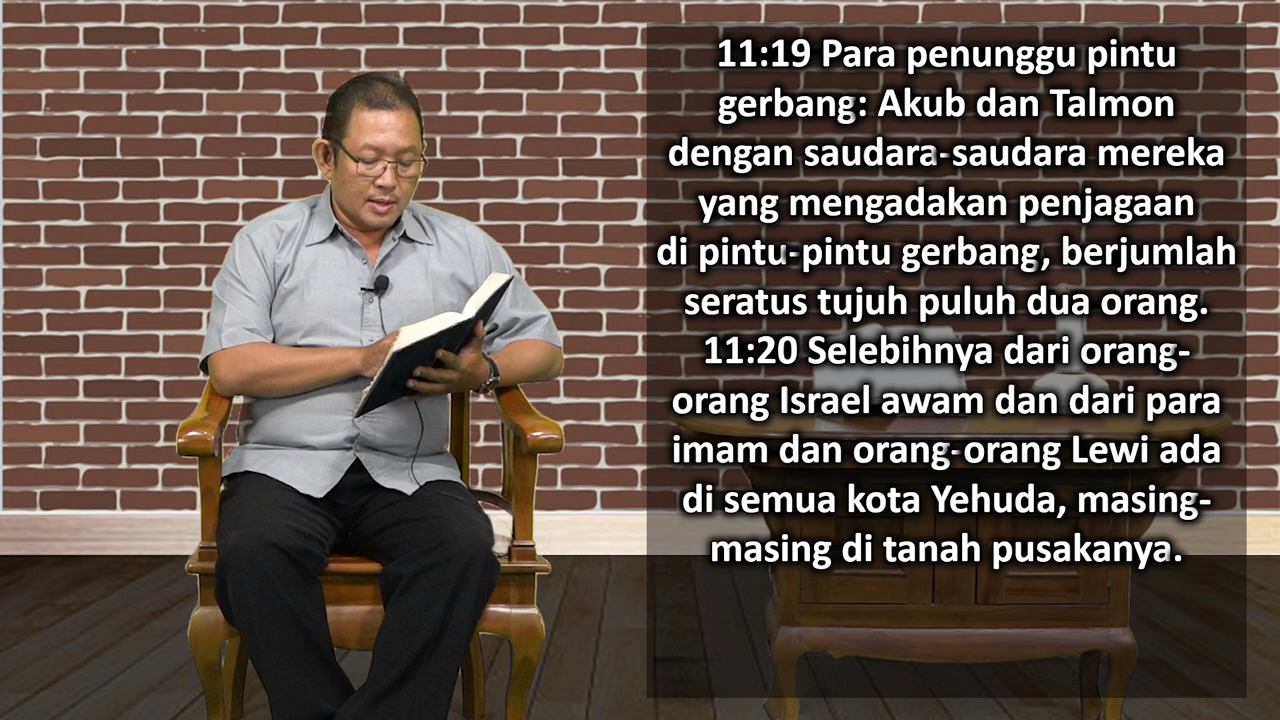 11:19 Para penunggu pintu
gerbang: Akub dan Talmon
dengan saudara-saudara mereka
yang mengadakan penjagaan
di pintu-pintu gerbang, berjumlah
seratus tujuh puluh dua orang.
11:20 Selebihnya dari orang-
orang Israel awam dan dari para
imam dan orang-orang Lewi ada
di semua kota Yehuda, masing-
masing di tanah pusakanya.